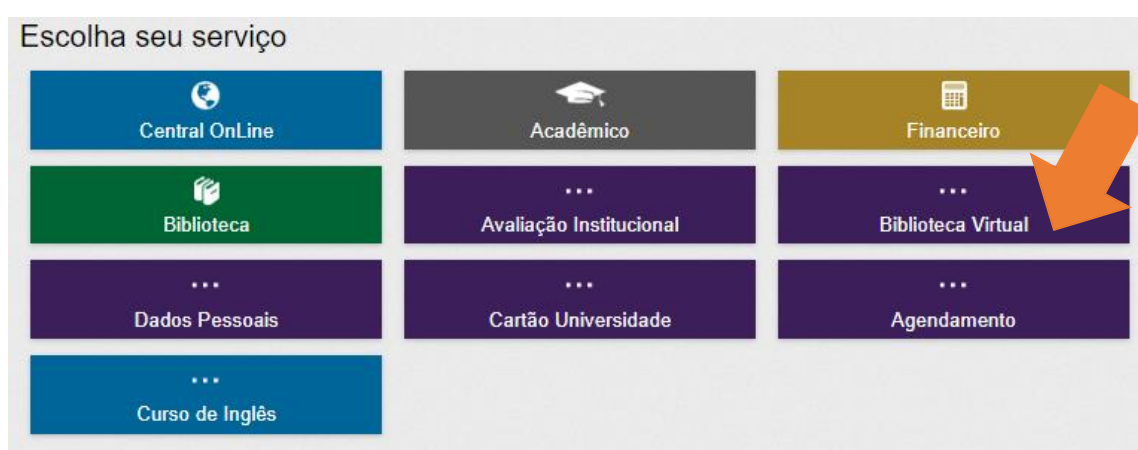 Escolha seu serviço
Central OnLine
Acadêmico
Financeiro
Biblioteca
Avaliação Institucional
Biblioteca Virtual
Dados Pessoais
Cartão Universidade
Agendamento
Curso de Inglês